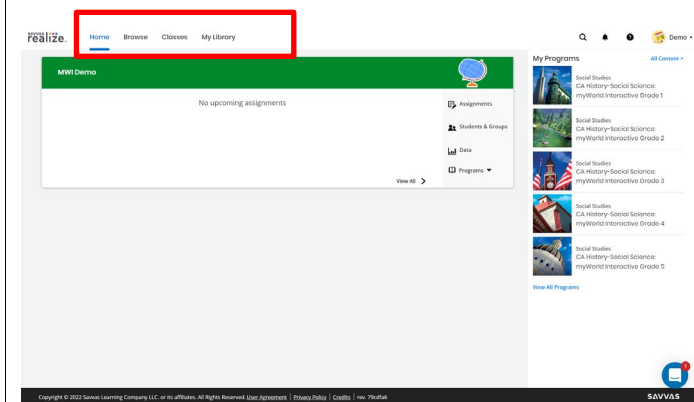 savvas
realize.
Home Browse Classes My Library
Demo
MWI Demo
No upcoming assignments
Assignments
Students & Groups
Data
Programs
View All
My Programs
All Content >
Social Studies
CA History-Social Science:
myWorld Interactive Grade 1
Social Studies
CA History-Social Science:
myWorld Interactive Grade 2
Social Studies
CA History-Social Science:
myWorld Interactive Grade 3
Social Studies
CA History-Social Science:
myWorld Interactive Grade 4
Social Studies
CA History-Social Science:
myWorld Interactive Grade 5
View All Programs
Copyright © 2022 Savvas Learning Company LLC. or its affiliates. All Rights Reserved. User Agreement | Privacy Policy | Credits | rev. 79cdfa6
SAVVAS